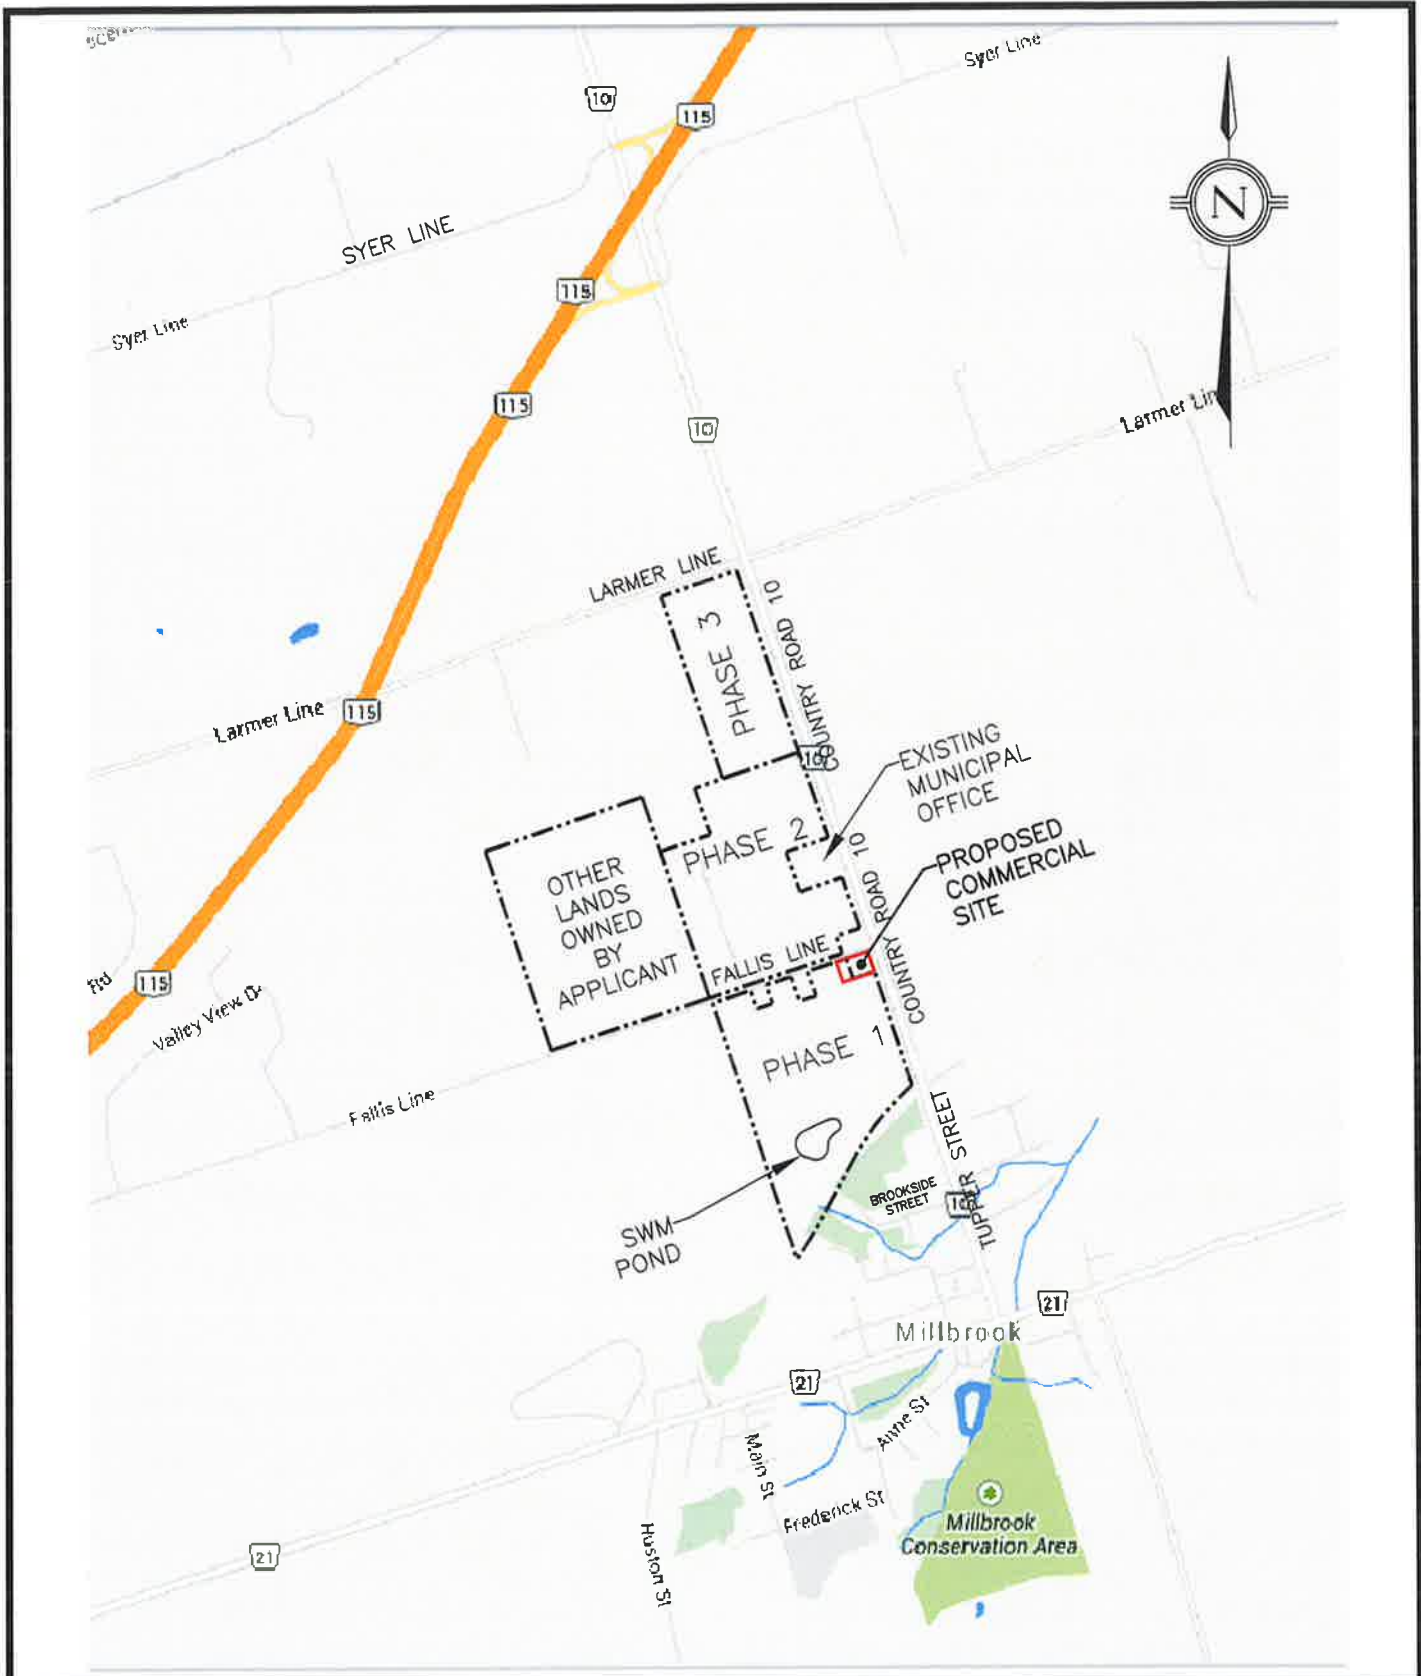 10
115
Syer Line
N
SYER LINE
115
Syer Line
115
10
Larmer Lin
LARMER LINE
PHASE 3
COUNTRY ROAD 10
Larmer Line
115
10
EXISTING
MUNICIPAL
OFFICE
PHASE 2
COUNTRY ROAD 10
PROPOSED
COMMERCIAL
SITE
OTHER
LANDS
OWNED
BY
APPLICANT
FALLIS LINE
Rd
115
Valley View Dr
PHASE 1
Fallis Line
TUPPER STREET
BROOKSIDE
STREET
10
SWM
POND
21
Millbrook
21
Anne St
Main St
Frederick St
Millbrook
Conservation Area
Huston St
21